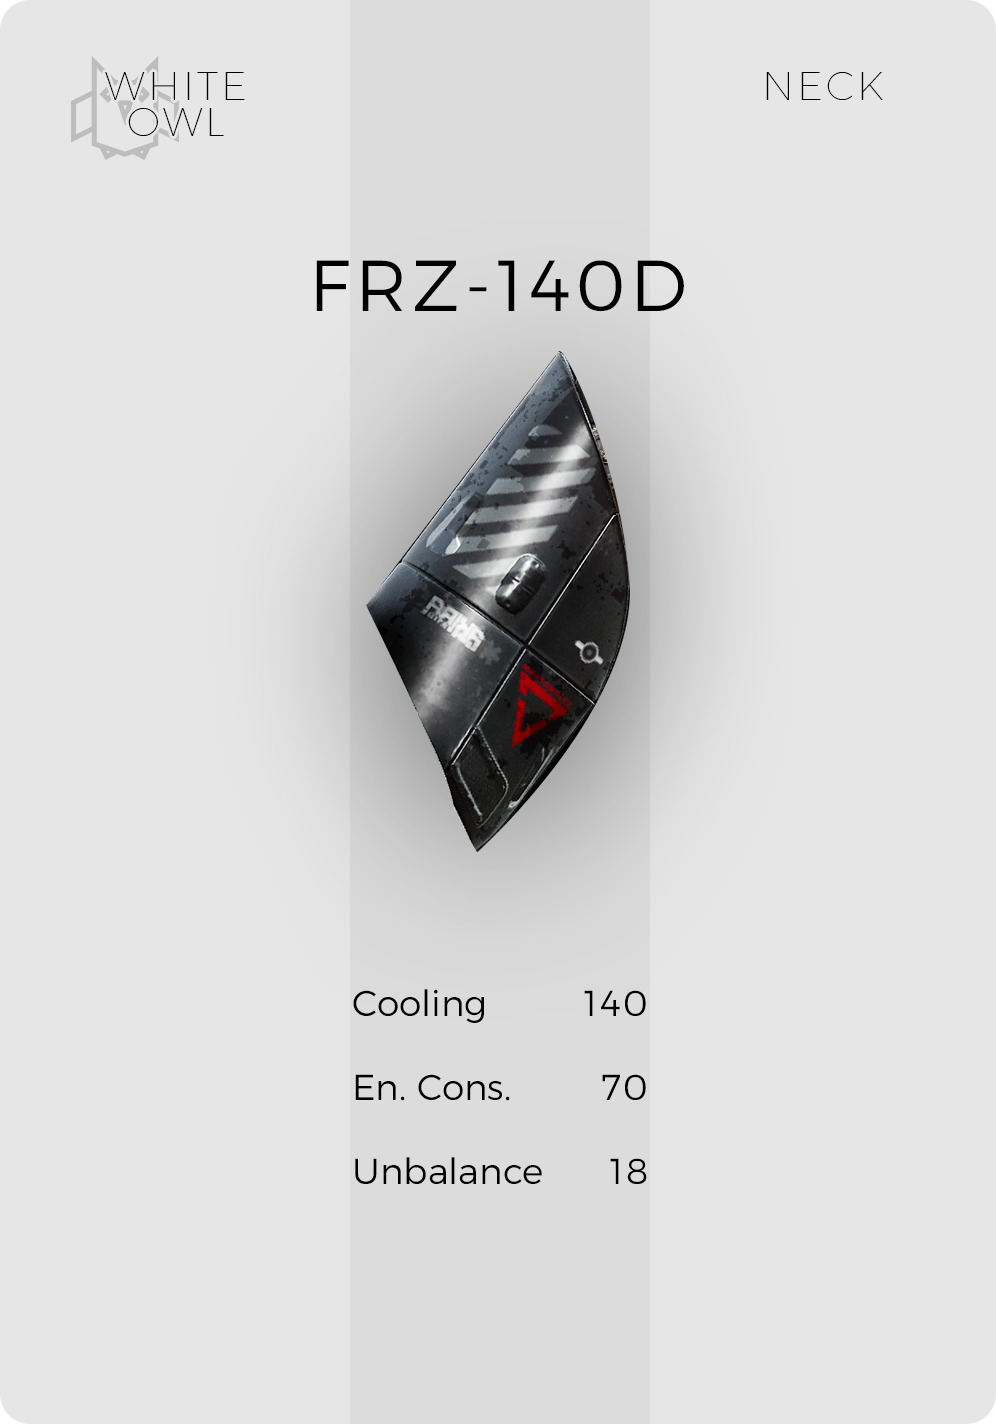 WHITE
OWL
NECK
FRZ-140D
Cooling 140
En. Cons. 70
Unbalance 18